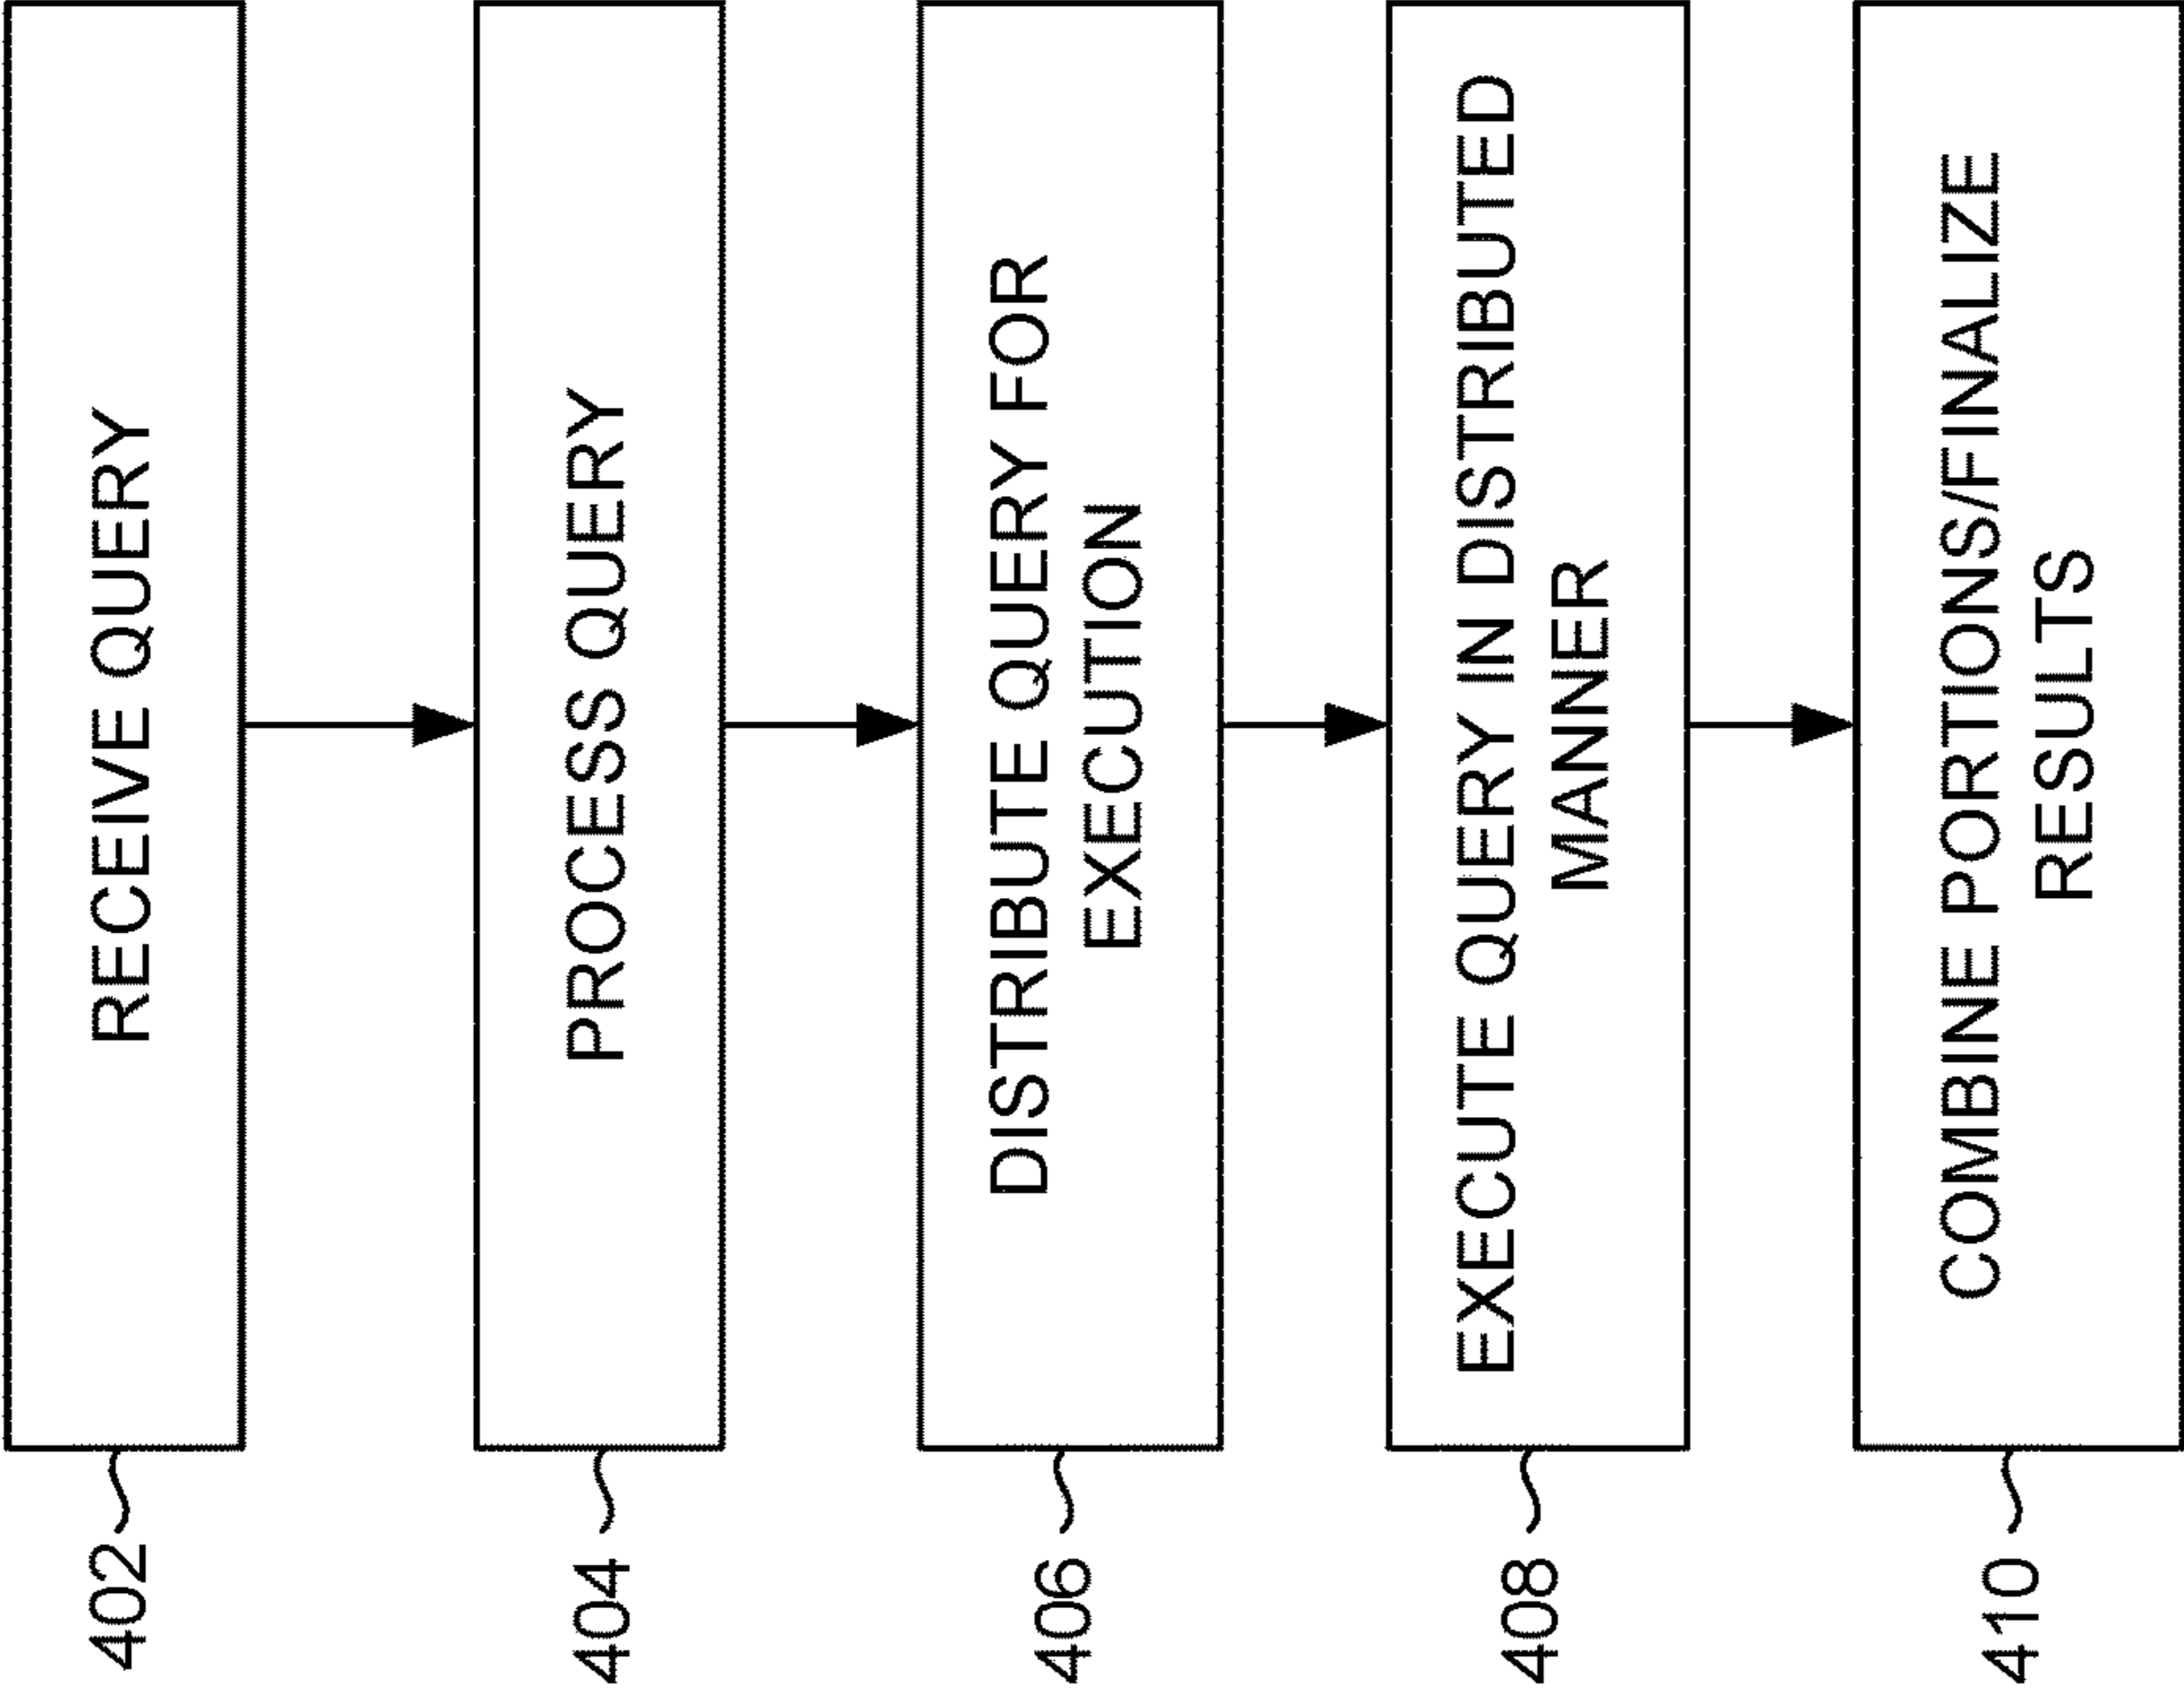 402
RECEIVE QUERY
404
PROCESS QUERY
406
DISTRIBUTE QUERY FOR
EXECUTION
408
EXECUTE QUERY IN DISTRIBUTED
MANNER
410
COMBINE PORTIONS/FINALIZE
RESULTS